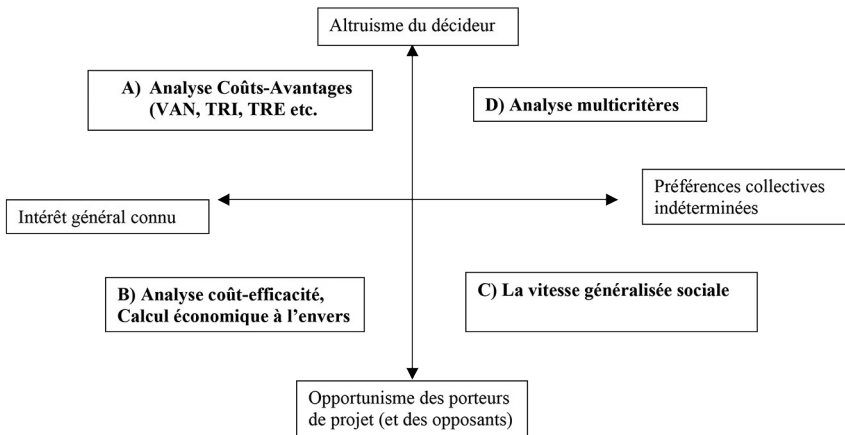 Altruisme du décideur
A) Analyse Coûts-Avantages
(VAN, TRI, TRE etc.
D) Analyse multicritères
Intérêt général connu
Préférences collectives
indéterminées
B) Analyse coût-efficacité,
Calcul économique à l’envers
C) La vitesse généralisée sociale
Opportunisme des porteurs
de projet (et des opposants)